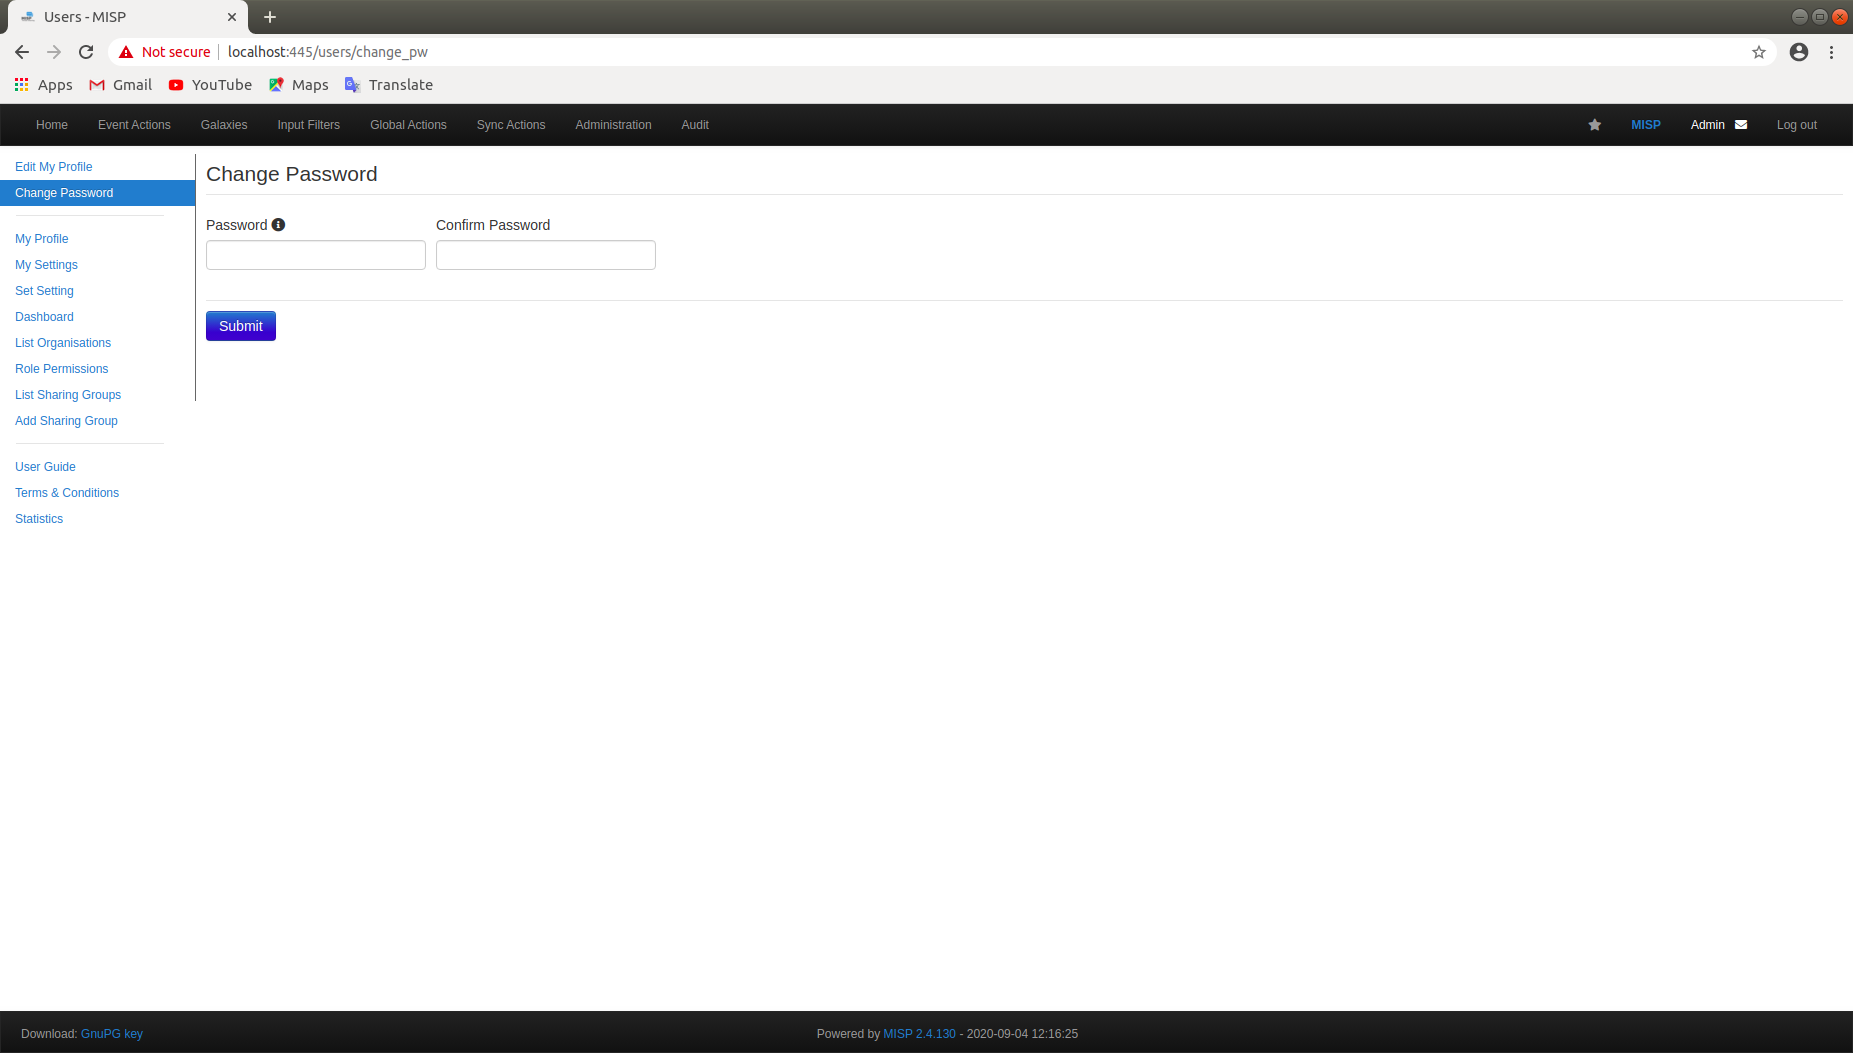 Users - MISP
Not secure localhost:445/users/change_pw
Apps Gmail YouTube Maps Translate
Home Event Actions Galaxies Input Filters Global Actions Sync Actions Administration Audit MISP Admin Log out
Edit My Profile
Change Password
My Profile
My Settings
Set Setting
Dashboard
List Organisations
Role Permissions
List Sharing Groups
Add Sharing Group
User Guide
Terms & Conditions
Statistics
Change Password
Password Confirm Password
Submit
Download: GnuPG key Powered by MISP 2.4.130 - 2020-09-04 12:16:25